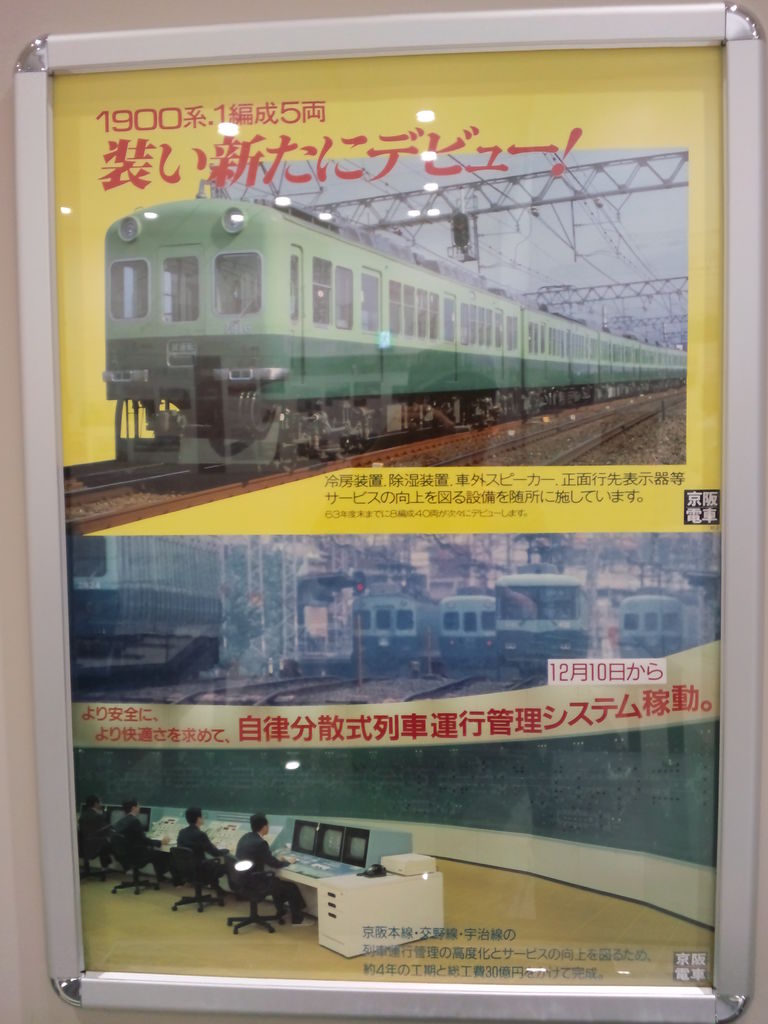 1900系.1編成5両
装い新たにデビュー!
冷房装置、除湿装置、車外スピーカー、正面行先表示器等
サービスの向上を図る設備を随所に施しています。
63年度末までに8編成40両が次々にデビューします。
京阪
電車
12月10日から
より安全に、
より快適さを求めて、自律分散式列車運行管理システム稼動。
京阪本線・交野線・宇治線の
列車運行管理の高度化とサービスの向上を図るため、
約4年の工期と総工費30億円をかけて完成。
京阪
電車